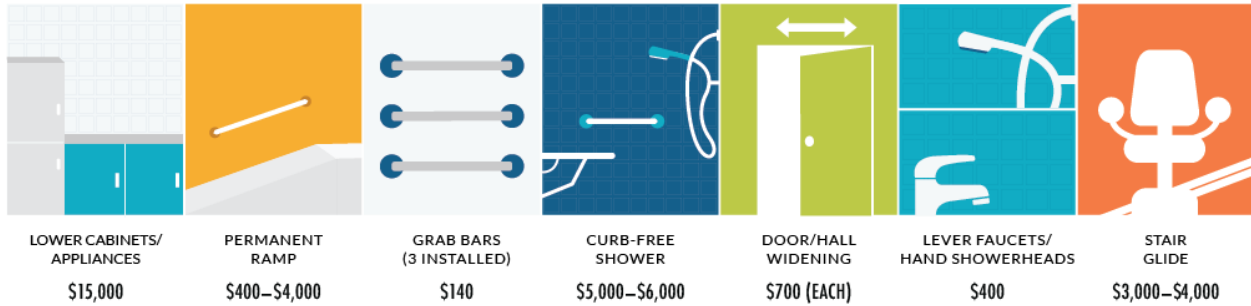 LOWER CABINETS/
APPLIANCES
$15,000
PERMANENT
RAMP
$400–$4,000
GRAB BARS
(3 INSTALLED)
$140
CURB-FREE
SHOWER
$5,000–$6,000
DOOR/HALL
WIDENING
$700 (EACH)
LEVER FAUCETS/
HAND SHOWERHEADS
$400
STAIR
GLIDE
$3,000–$4,000